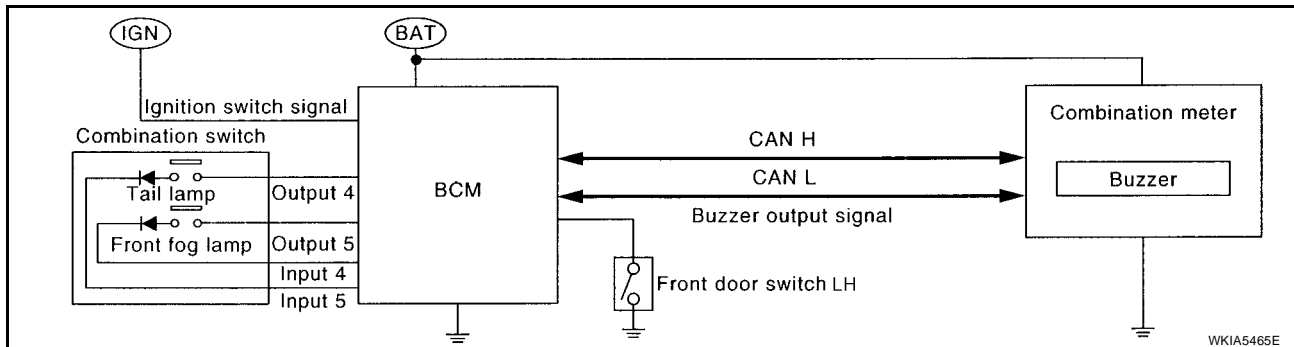 IGN
BAT
Ignition switch signal
Combination switch
Combination meter
CAN H
Tail lamp
Output 4
BCM
CAN L
Buzzer
Buzzer output signal
Front fog lamp
Output 5
Input 4
Input 5
Front door switch LH
WKIA5465E